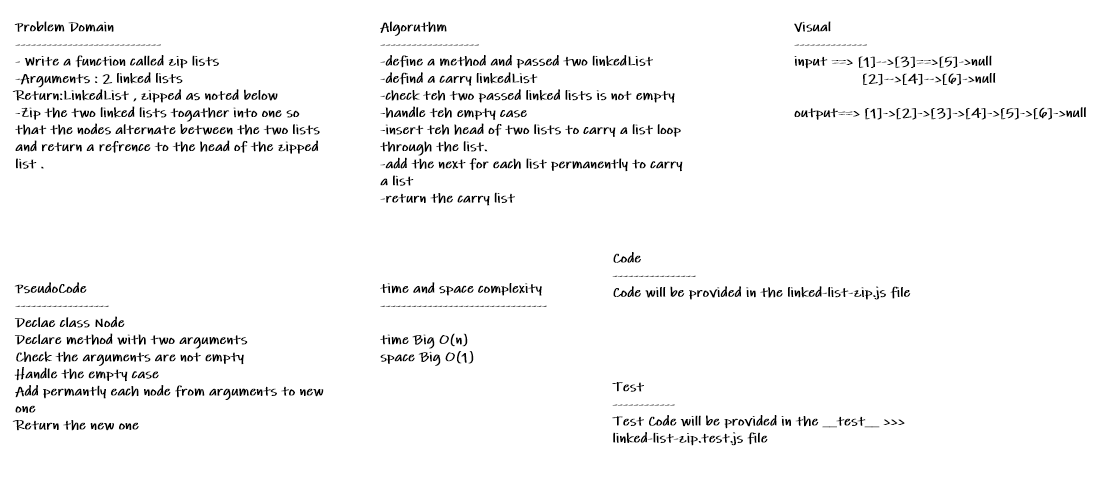 Problem Domain
----------------------------
- Write a function called zip lists
-Arguments : 2 linked lists
Return:LinkedList , zipped as noted below
-Zip the two linked lists togather into one so
that the nodes alternate between the two lists
and return a refrence to the head of the zipped
list .
Algoruthm
-------------------
-define a method and passed two linkedList
-defind a carry linkedList
-check teh two passed linked lists is not empty
-handle teh empty case
-insert teh head of two lists to carry a list loop
through the list.
-add the next for each list permanently to carry
a list
-return the carry list
Visual
--------------
input ==> [1]-->[3]==>[5]->null
[2]-->[4]-->[6]->null
output==> [1]->[2]->[3]->[4]->[5]->[6]->null
PseudoCode
------------------
Declae class Node
Declare method with two arguments
Check the arguments are not empty
Handle the empty case
Add permantly each node from arguments to new
one
Return the new one
time and space complexity
--------------------------------
time Big O(n)
space Big O(1)
Code
----------------
Code will be provided in the linked-list-zip.js file
Test
------------
Test Code will be provided in the __test__ >>>
linked-list-zip.test.js file